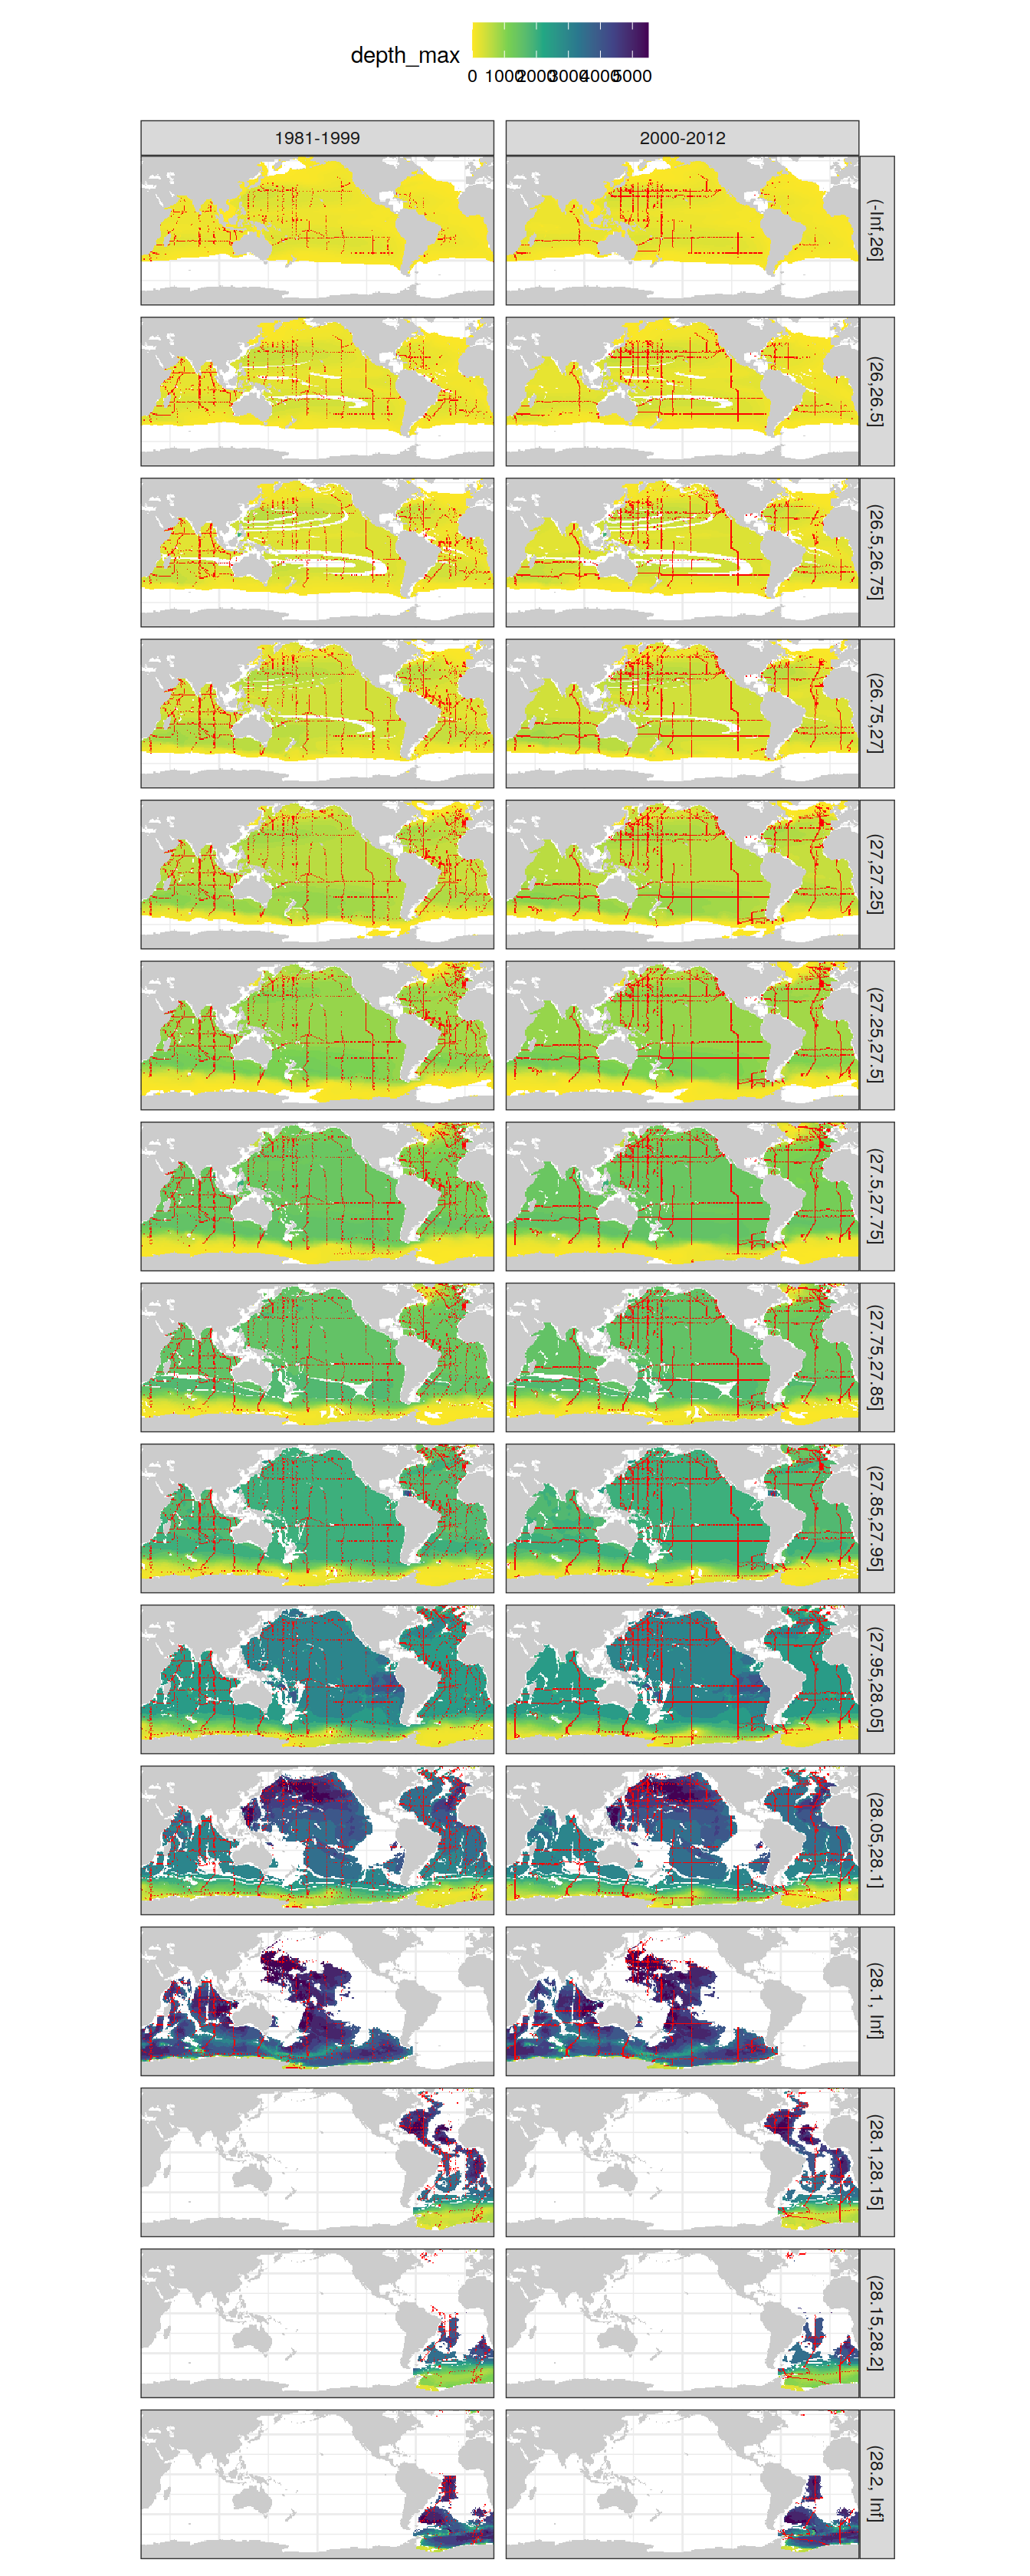 depth_max
0 1000 2000 3000 4000 5000
1981-1999 2000-2012
(-Inf,26]
(26,26.5]
(26.5,26.75]
(26.75,27]
(27,27.25]
(27.25,27.5]
(27.5,27.75]
(27.75,27.85]
(27.85,27.95]
(27.95,28.05]
(28.05,28.1]
(28.1, Inf]
(28.1,28.15]
(28.15,28.2]
(28.2, Inf]